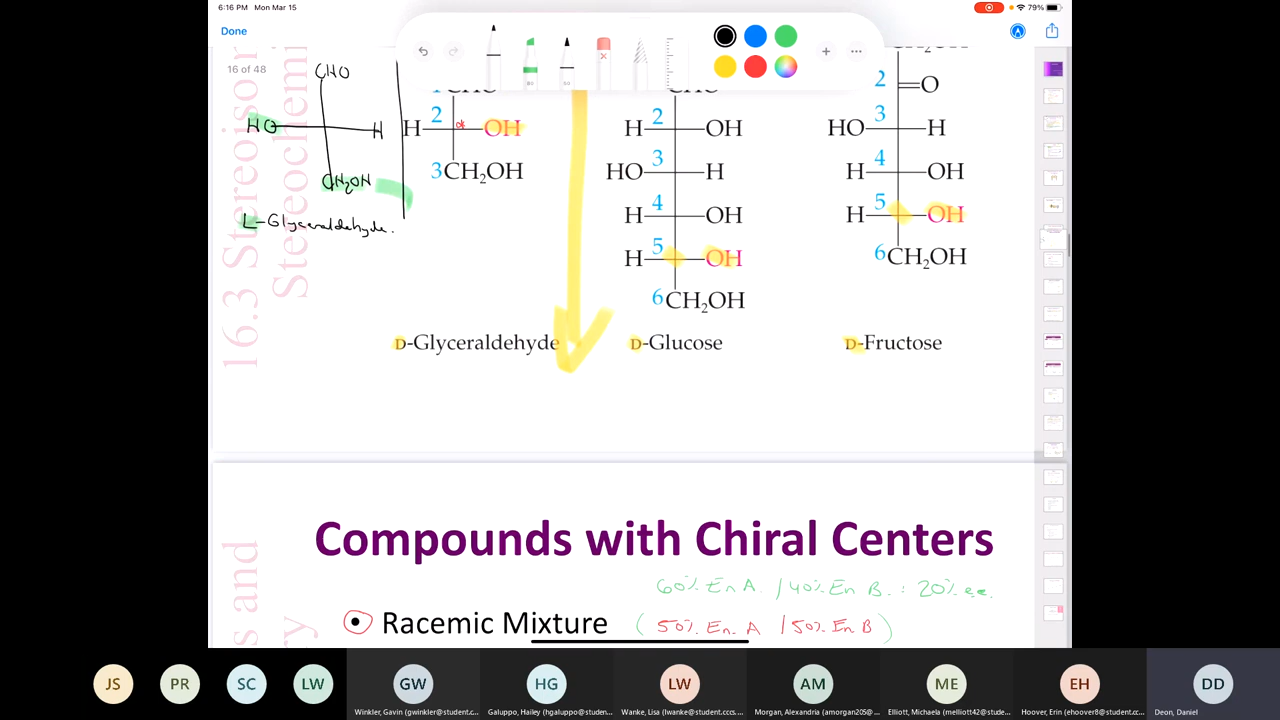 6:16 PM Mon Mar 15
79%
Done
16 of 48
16.3 Stereoison
Stereochemi
CHO
HO H
CH₂OH
L-Glyceraldehyde.
1CHO
H 2 * OH
3CH₂OH
D-Glyceraldehyde
CHO
H 2 OH
HO 3 H
H 4 OH
H 5 OH
6CH₂OH
D-Glucose
CH₂OH
2 O
HO 3 H
H 4 OH
H 5 OH
6CH₂OH
D-Fructose
s and
Compounds with Chiral Centers
60% En A. / 40% En B. : 20% ee.
• Racemic Mixture (50% En. A / 50% En B)
JS PR SC LW GW HG LW AM ME EH DD
Winkler, Gavin (gwinkler@student.c...
Galuppo, Hailey (hgaluppo@studen...
Wanke, Lisa (lwanke@student.cccs....
Morgan, Alexandria (amorgan205@...
Elliott, Michaela (melliott42@stude...
Hoover, Erin (ehoover8@student.cc...
Deon, Daniel